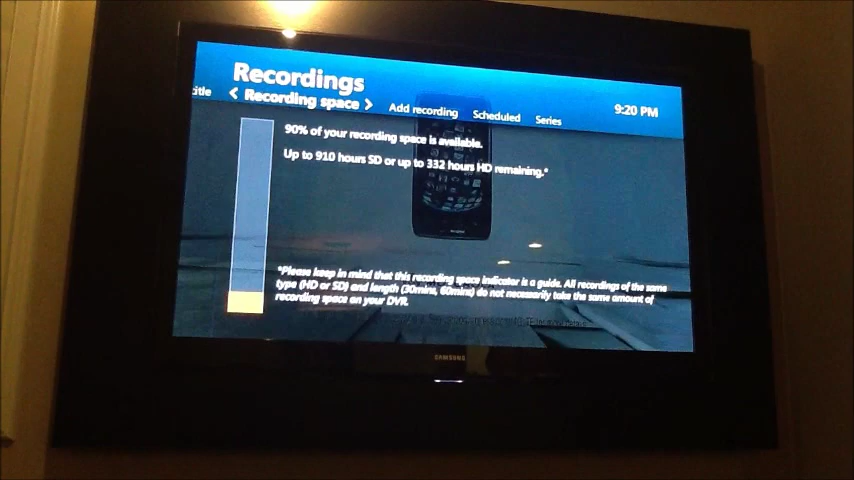 Recordings
title < Recording space > Add recording Scheduled Series 9:20 PM
90% of your recording space is available.
Up to 910 hours SD or up to 332 hours HD remaining.*
*Please keep in mind that this recording space indicator is a guide. All recordings of the same
type (HD or SD) and length (30mins, 60mins) do not necessarily take the same amount of
recording space on your DVR.
SAMSUNG